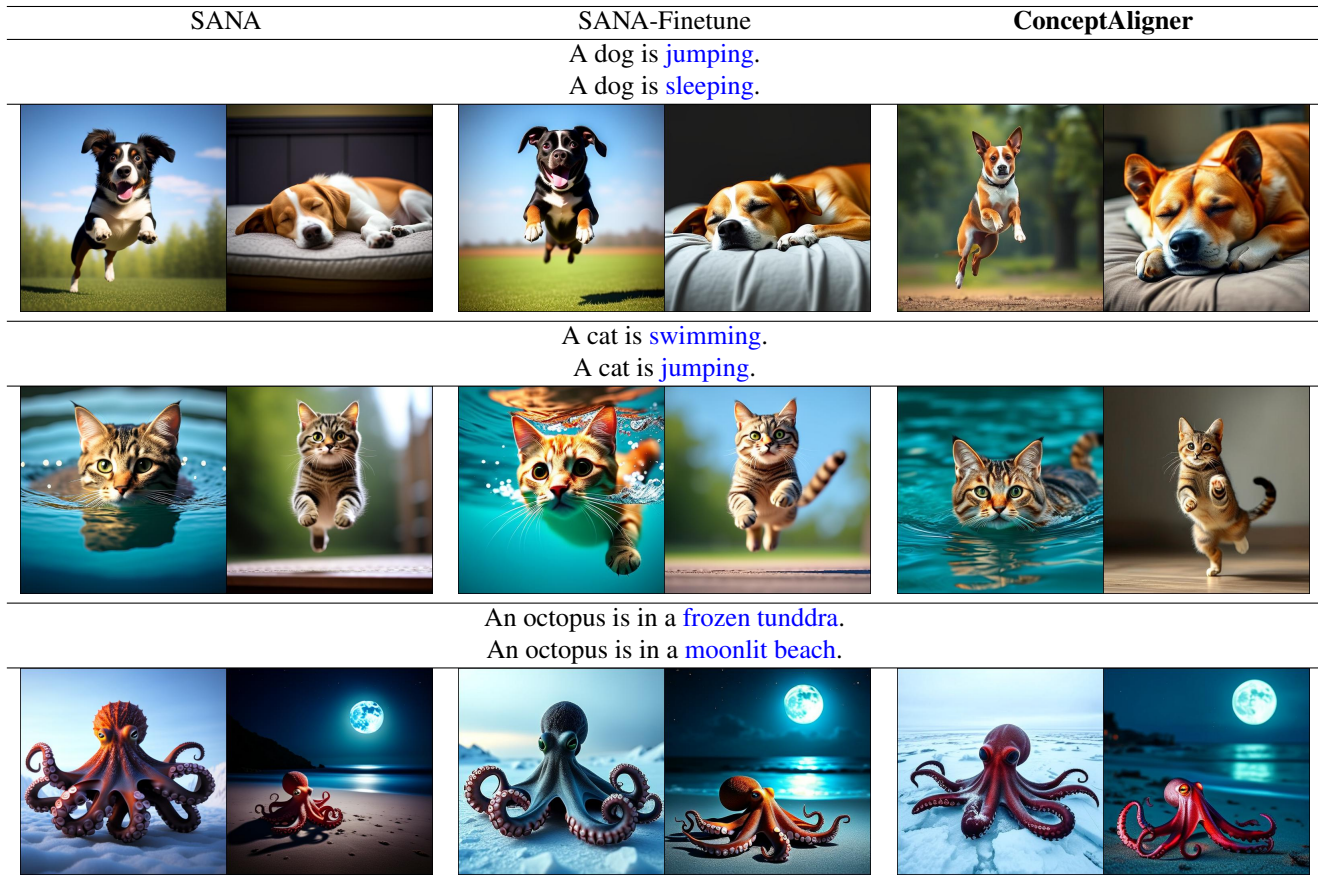 SANA SANA-Finetune ConceptAligner
A dog is jumping.
A dog is sleeping.
A cat is swimming.
A cat is jumping.
An octopus is in a frozen tunddra.
An octopus is in a moonlit beach.